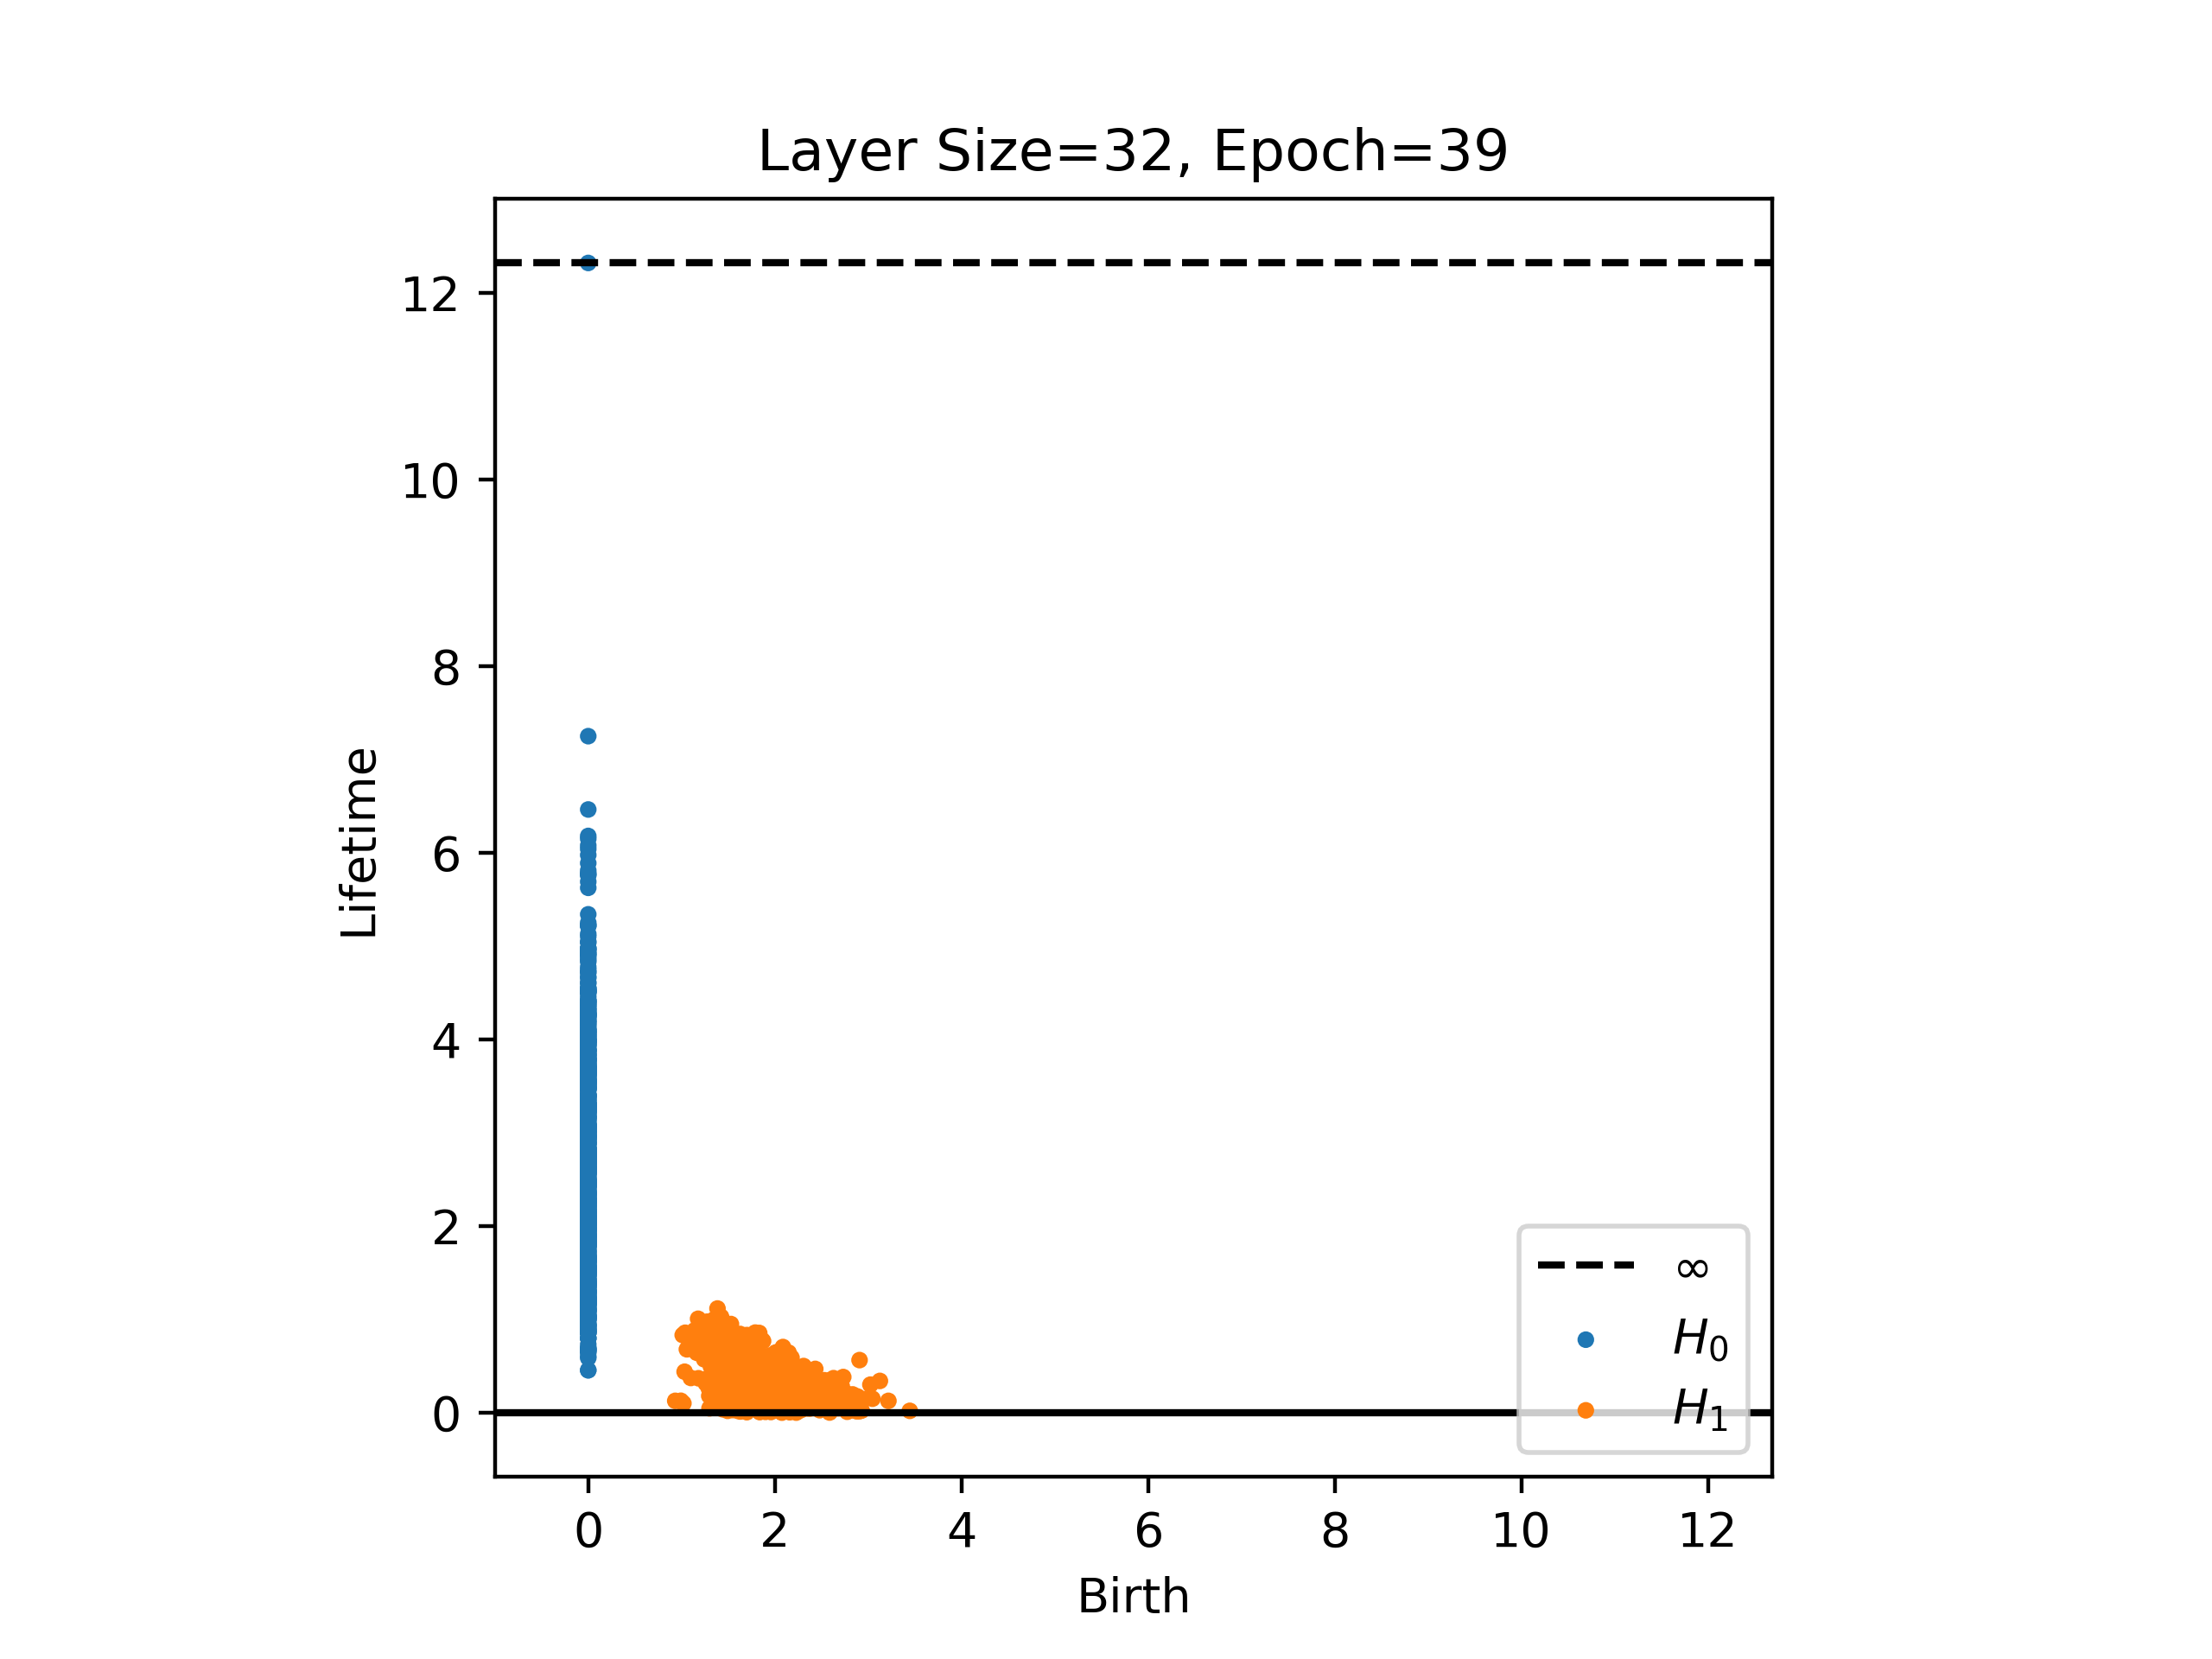 Layer Size=32, Epoch=39
12
10
8
6
4
2
0
Lifetime
∞
H₀
H₁
0 2 4 6 8 10 12
Birth